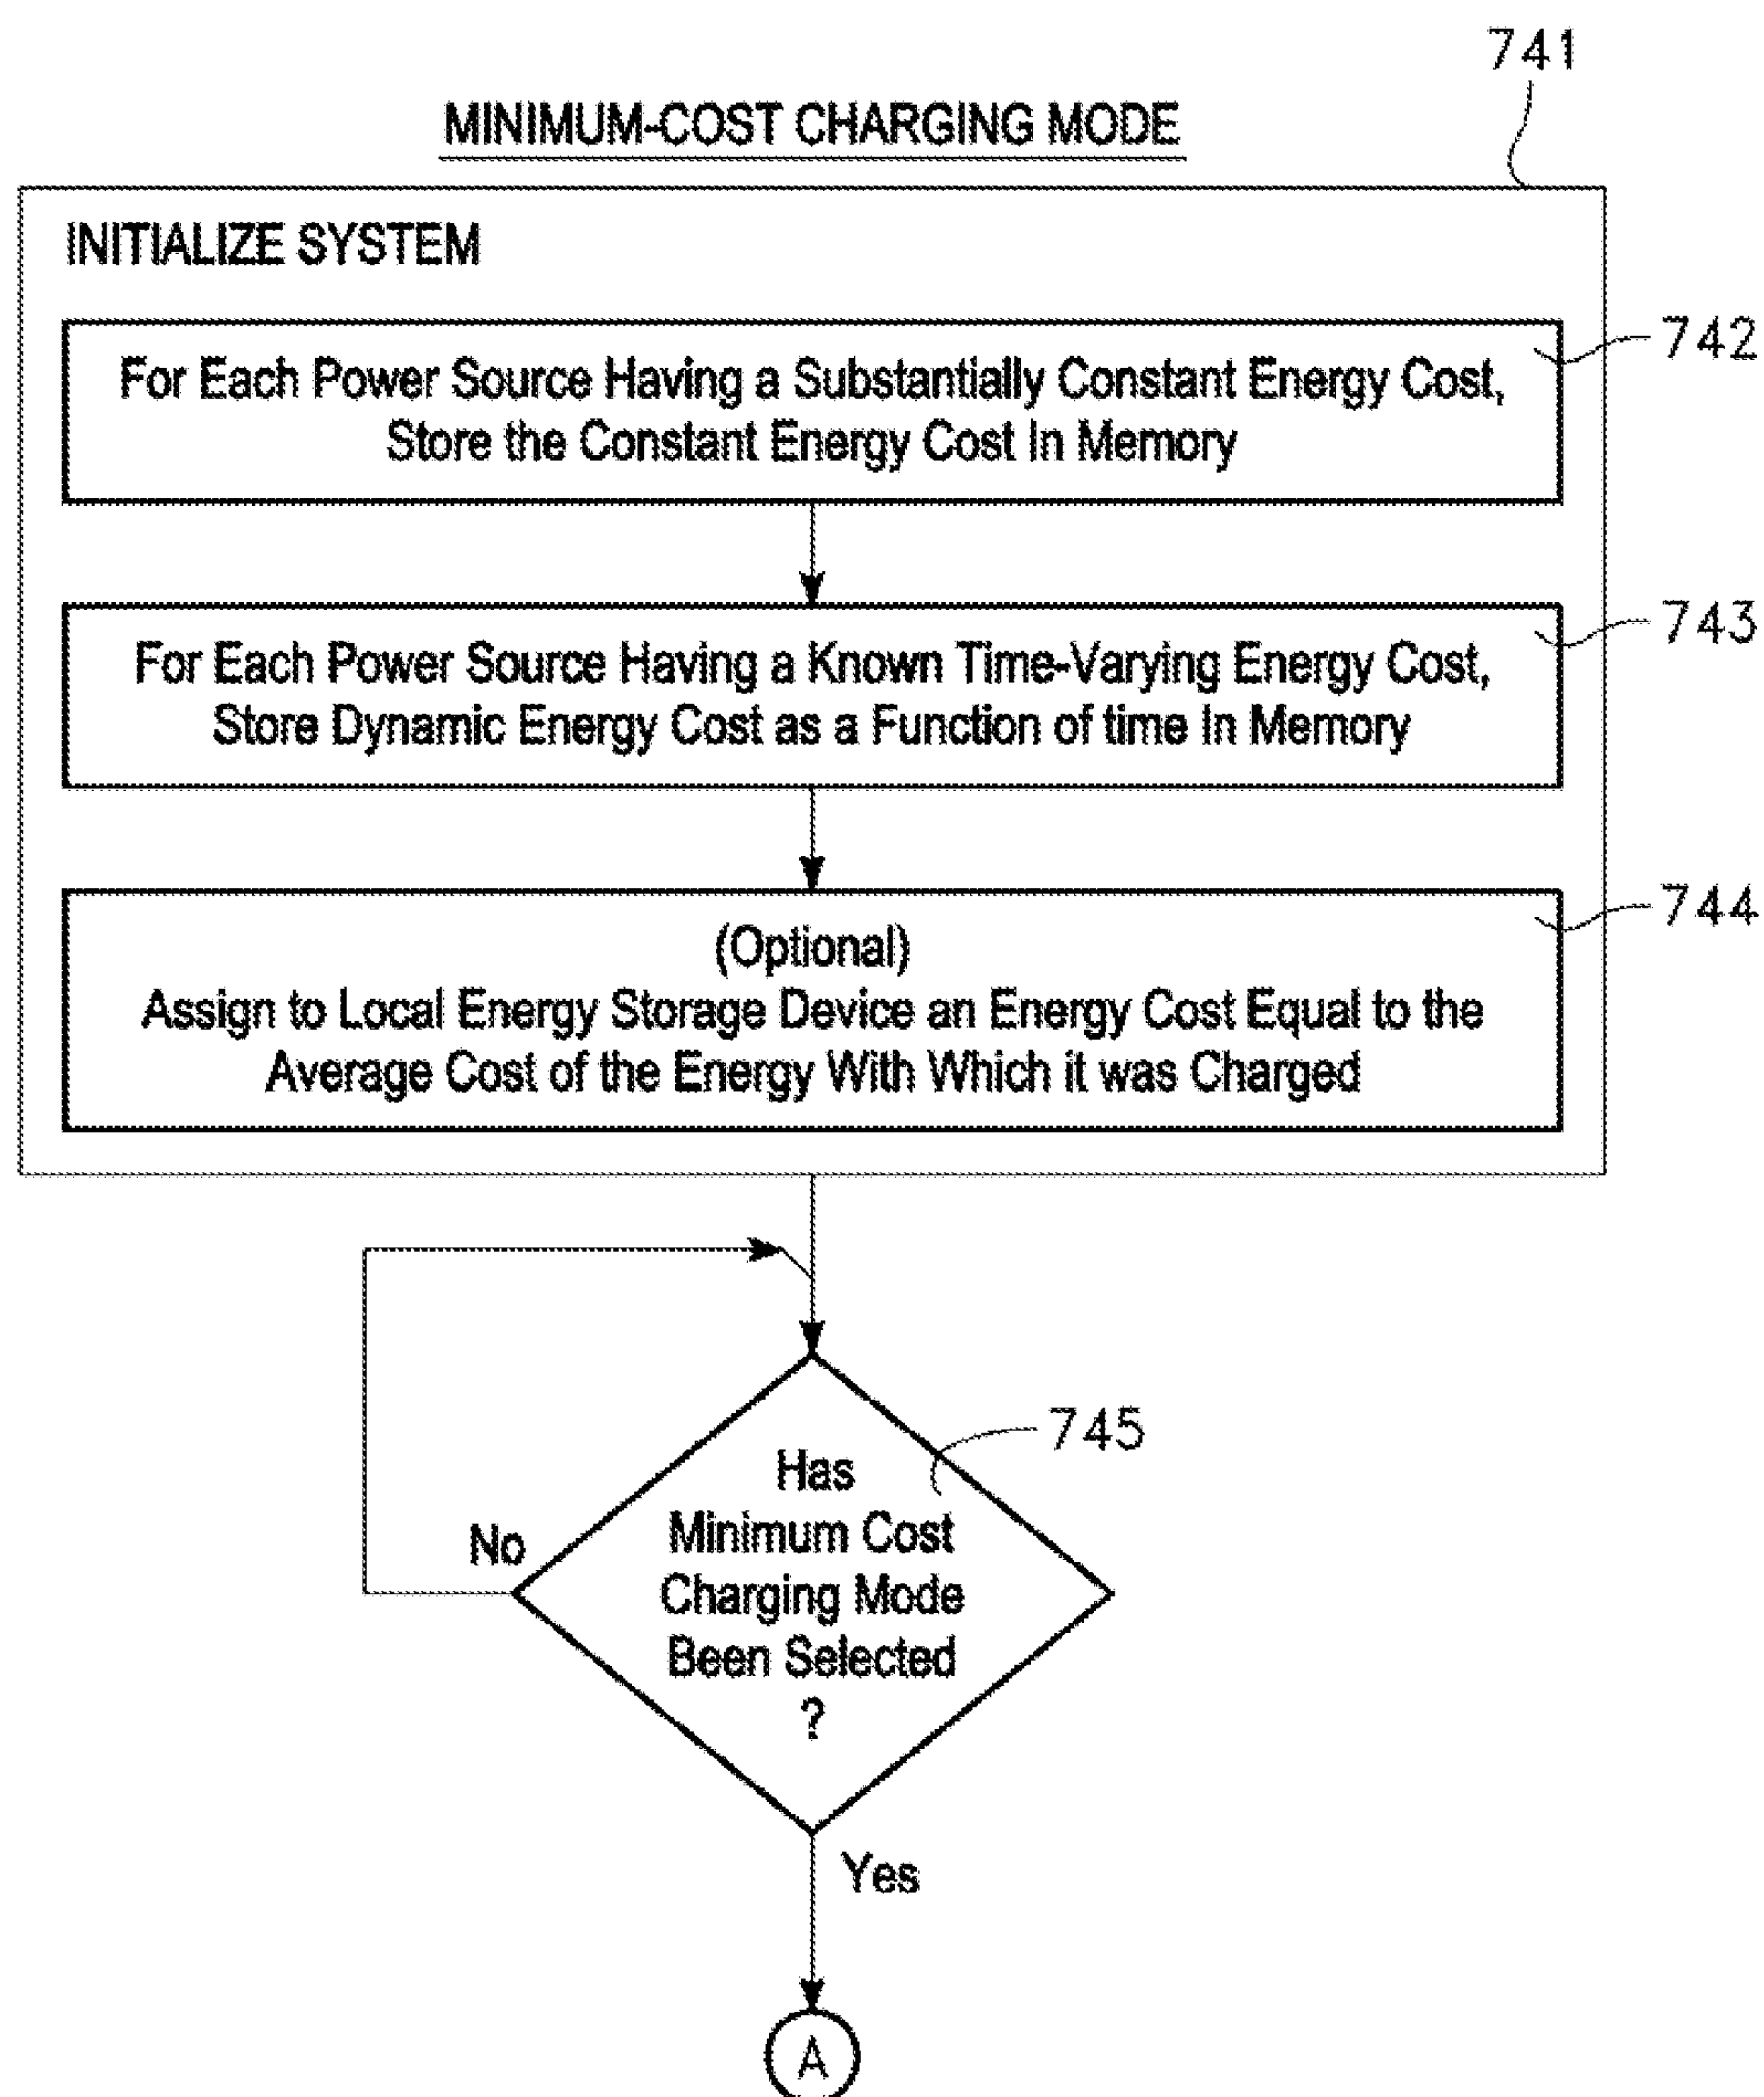 741
MINIMUM-COST CHARGING MODE
INITIALIZE SYSTEM
For Each Power Source Having a Substantially Constant Energy Cost,
Store the Constant Energy Cost In Memory
742
For Each Power Source Having a Known Time-Varying Energy Cost,
Store Dynamic Energy Cost as a Function of time In Memory
743
(Optional)
Assign to Local Energy Storage Device an Energy Cost Equal to the
Average Cost of the Energy With Which it was Charged
744
745
Has
Minimum Cost
Charging Mode
Been Selected
?
No
Yes
A